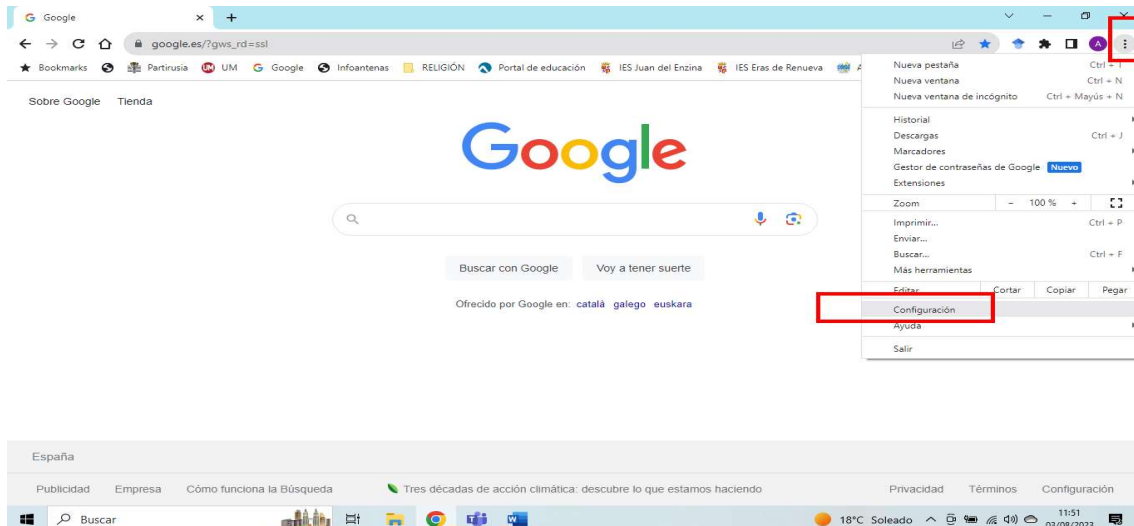 Google
google.es/?gws_rd=ssl
A
Bookmarks Partirusia UM UM Google Infoantenas RELIGIÓN Portal de educación IES Juan del Enzina IES Eras de Renueva
Sobre Google Tienda
Nueva pestaña Ctrl + T
Nueva ventana Ctrl + N
Nueva ventana de incógnito Ctrl + Mayús + N
Historial
Descargas Ctrl + J
Marcadores
Gestor de contraseñas de Google Nuevo
Extensiones
Zoom - 100 % +
Imprimir... Ctrl + P
Enviar...
Buscar... Ctrl + F
Más herramientas
Editar Cortar Copiar Pegar
Configuración
Ayuda
Salir
Google
Buscar con Google Voy a tener suerte
Ofrecido por Google en: català galego euskara
España
Publicidad Empresa Cómo funciona la Búsqueda Tres décadas de acción climática: descubre lo que estamos haciendo Privacidad Términos Configuración
Buscar 18°C Soleado 11:51
03/08/2023